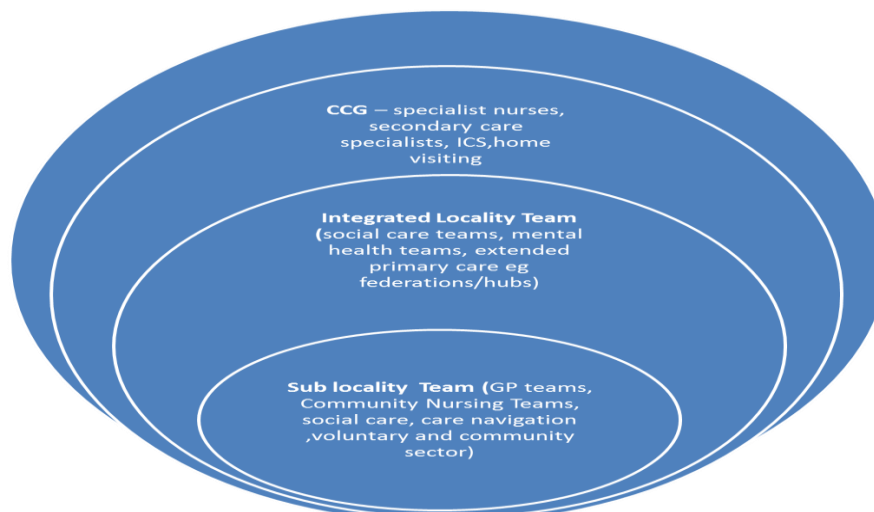 CCG – specialist nurses,
secondary care
specialists, ICS,home
visiting
Integrated Locality Team
(social care teams, mental
health teams, extended
primary care eg
federations/hubs)
Sub locality  Team (GP teams,
Community Nursing Teams,
social care, care navigation
,voluntary and community
sector)